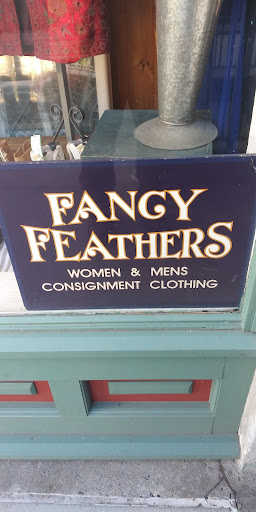 FANCY
FEATHERS
WOMEN & MENS
CONSIGNMENT CLOTHING